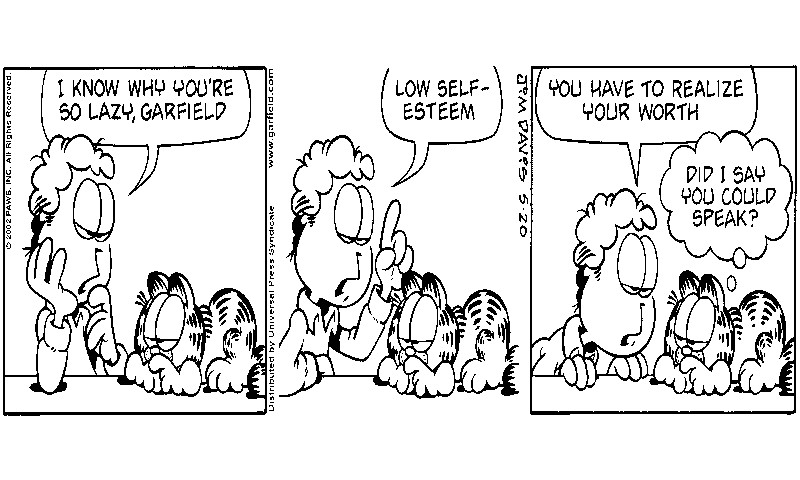 © 2002 PAWS, INC. All Rights Reserved.
I KNOW WHY YOU'RE
SO LAZY, GARFIELD
www.garfield.com
Distributed by Universal Press Syndicate
LOW SELF-
ESTEEM
JIM DAVIS 5-20
YOU HAVE TO REALIZE
YOUR WORTH
DID I SAY
YOU COULD
SPEAK?